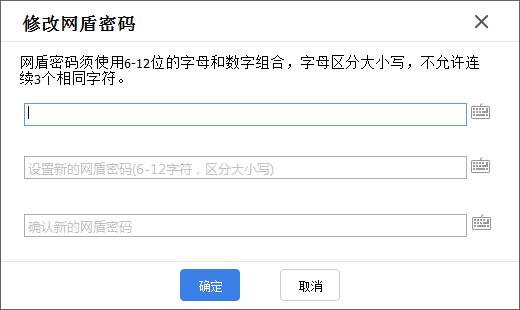 修改网盾密码
网盾密码须使用6-12位的字母和数字组合，字母区分大小写，不允许连
续3个相同字符。
设置新的网盾密码(6-12字符，区分大小写)
确认新的网盾密码
确定
取消